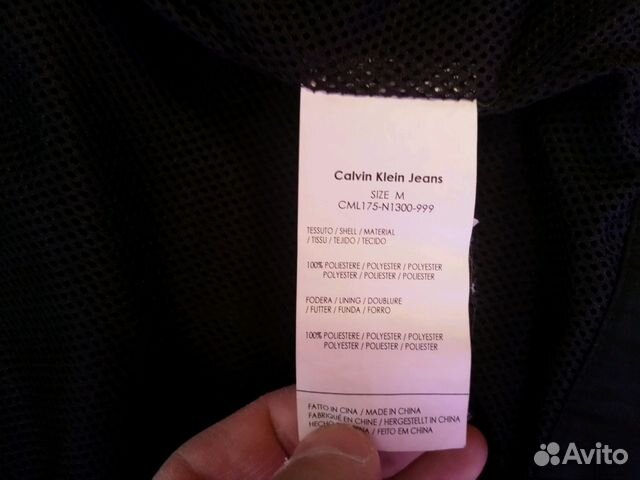 Calvin Klein Jeans
SIZE M
CML175-N1300-999
TESSUTO / SHELL / MATERIAL
/ TISSU / TEJIDO / TECIDO
100% POLIESTERE / POLYESTER / POLYESTER
POLYESTER / POLIESTER / POLIESTER
FODERA / LINING / DOUBLURE
/ FUTTER / FUNDA / FORRO
100% POLIESTERE / POLYESTER / POLYESTER
POLYESTER / POLIESTER / POLIESTER
FATTO IN CINA / MADE IN CHINA
FABRIQUÉ EN CHINE / HERGESTELLT IN CHINA
HECHO / FEITO EM CHINA
Avito